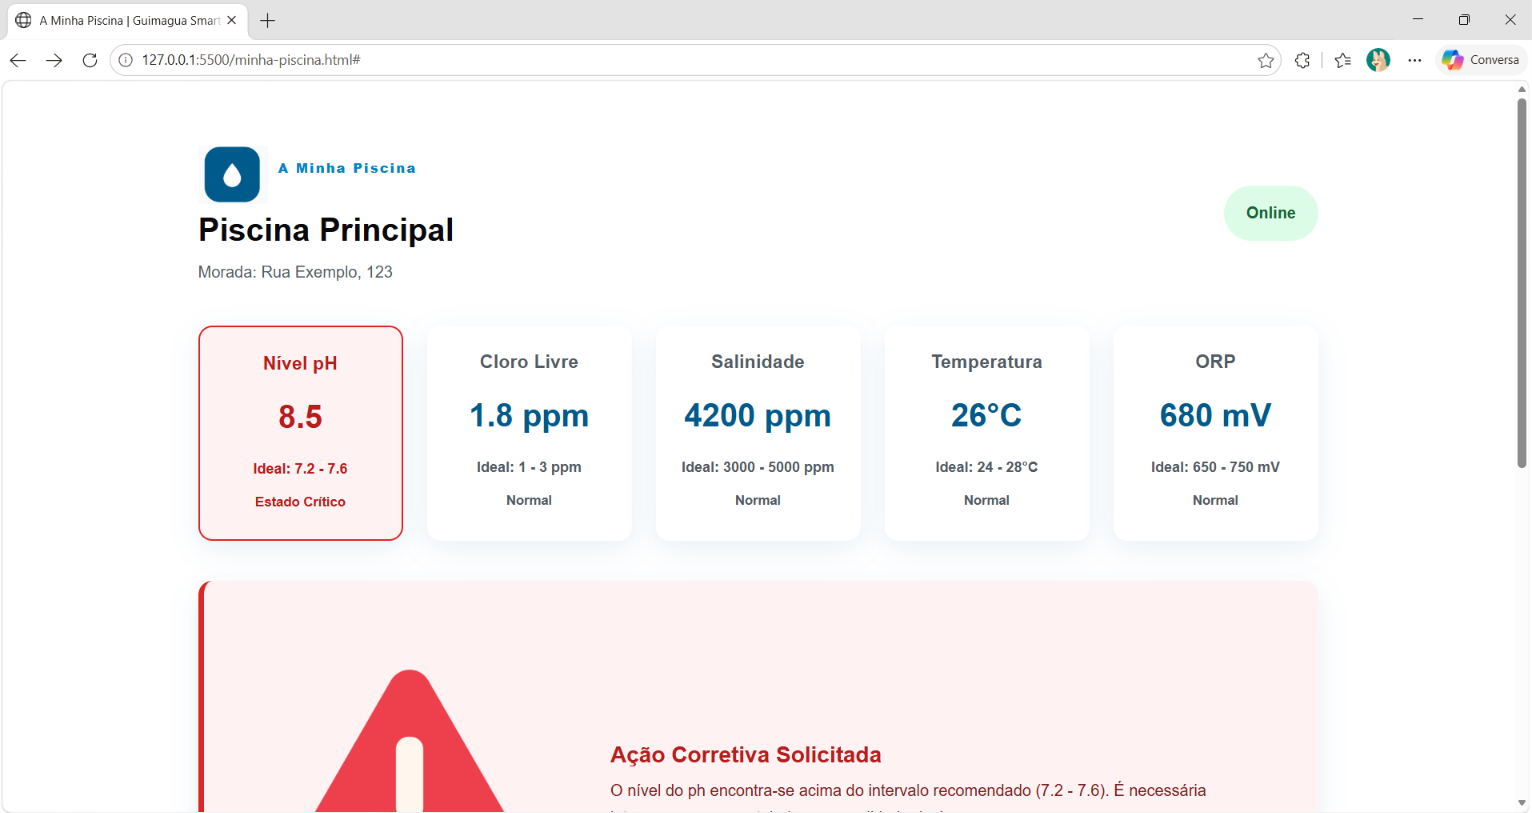 A Minha Piscina | Guimagua Smart
127.0.0.1:5500/minha-piscina.html#
Conversa
A Minha Piscina
Piscina Principal
Morada: Rua Exemplo, 123
Online
Nível pH
8.5
Ideal: 7.2 - 7.6
Estado Crítico
Cloro Livre
1.8 ppm
Ideal: 1 - 3 ppm
Normal
Salinidade
4200 ppm
Ideal: 3000 - 5000 ppm
Normal
Temperatura
26°C
Ideal: 24 - 28°C
Normal
ORP
680 mV
Ideal: 650 - 750 mV
Normal
Ação Corretiva Solicitada
O nível do ph encontra-se acima do intervalo recomendado (7.2 - 7.6). É necessária